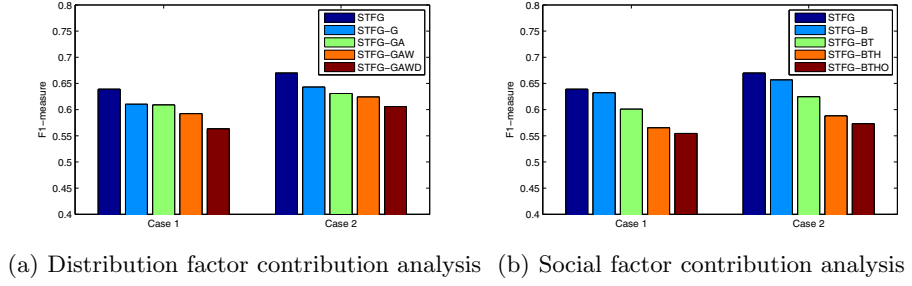 0.8
0.75
0.7
0.65
0.6
0.55
0.5
0.45
0.4
F1-measure
Case 1
Case 2
STFG
STFG-G
STFG-GA
STFG-GAW
STFG-GAWD
(a) Distribution factor contribution analysis
0.8
0.75
0.7
0.65
0.6
0.55
0.5
0.45
0.4
F1-measure
Case 1
Case 2
STFG
STFG-B
STFG-BT
STFG-BTH
STFG-BTHO
(b) Social factor contribution analysis